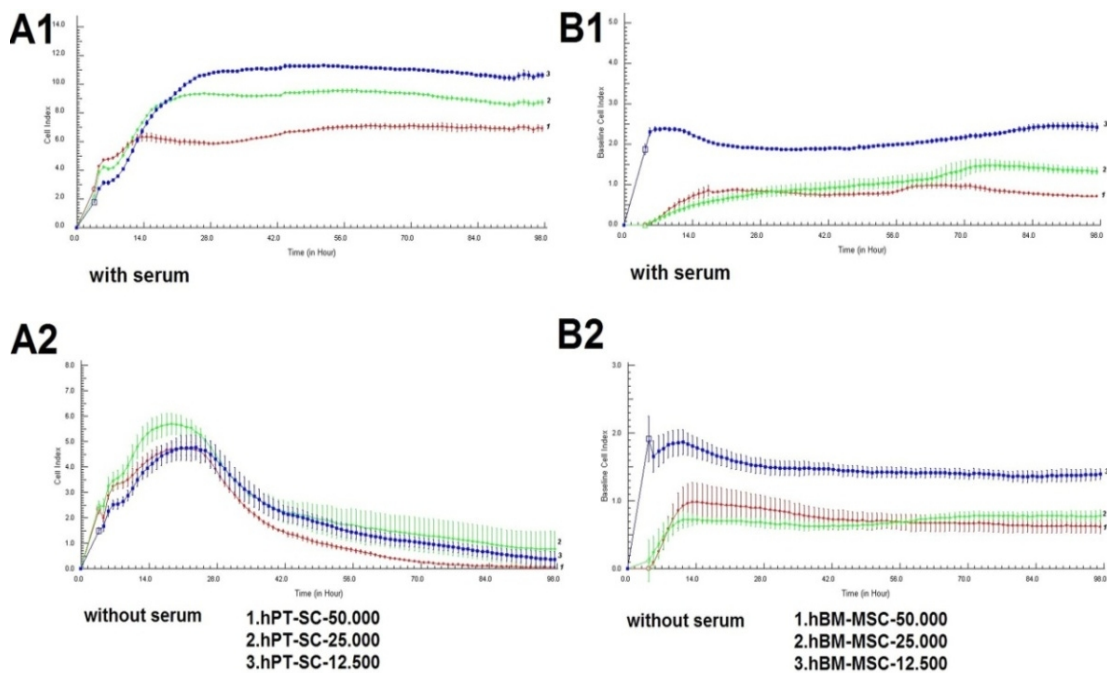 A1
14.0
12.0
10.0
8.0
6.0
4.0
2.0
0.0
Cell Index
0.0 14.0 28.0 42.0 56.0 70.0 84.0 98.0
Time (in Hour)
3
2
1
with serum
B1
5.0
4.0
3.0
2.0
1.0
0.0
Baseline Cell Index
0.0 14.0 28.0 42.0 56.0 70.0 84.0 98.0
Time (in Hour)
3
2
1
with serum
A2
8.0
7.0
6.0
5.0
4.0
3.0
2.0
1.0
0.0
Cell Index
0.0 14.0 28.0 42.0 56.0 70.0 84.0 98.0
Time (in Hour)
2
3
1
without serum
1.hPT-SC-50.000
2.hPT-SC-25.000
3.hPT-SC-12.500
B2
3.0
2.0
1.0
0.0
Baseline Cell Index
0.0 14.0 28.0 42.0 56.0 70.0 84.0 98.0
Time (in Hour)
2
1
without serum
1.hBM-MSC-50.000
2.hBM-MSC-25.000
3.hBM-MSC-12.500